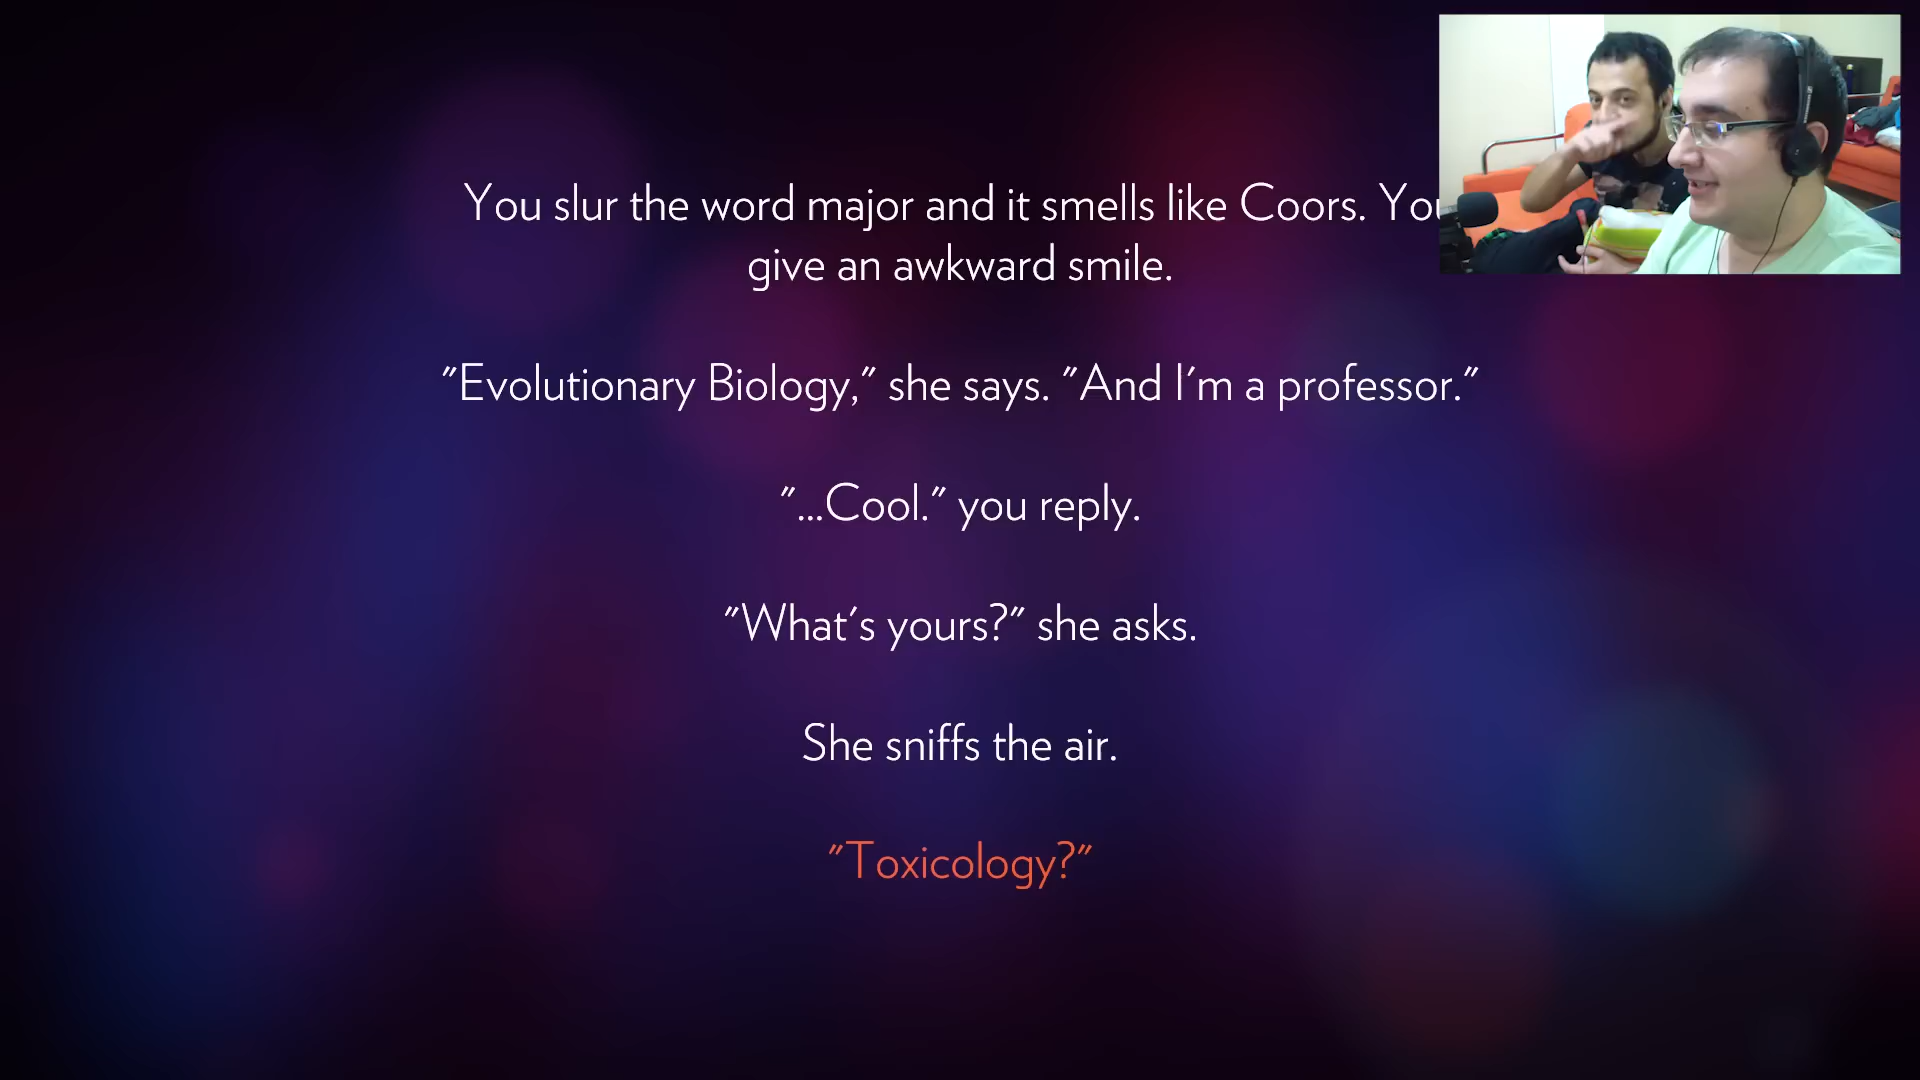 You slur the word major and it smells like Coors. You
give an awkward smile.
"Evolutionary Biology," she says. "And I'm a professor."
"...Cool." you reply.
"What's yours?" she asks.
She sniffs the air.
"Toxicology?"